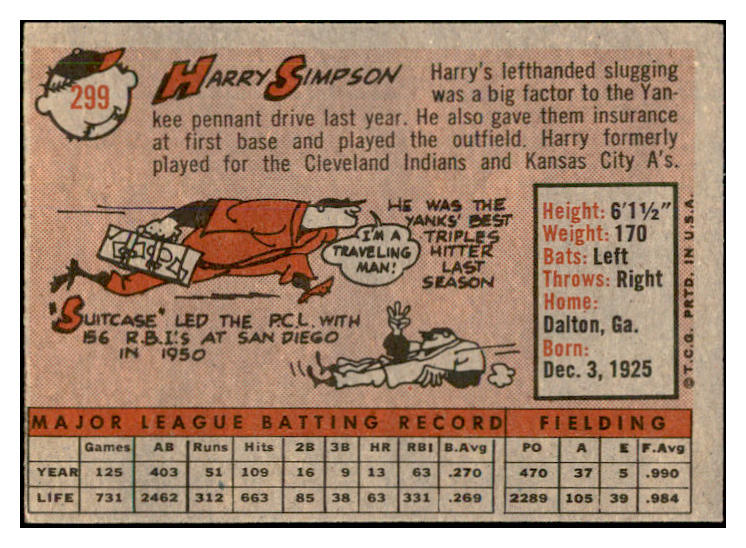 299
HARRY SIMPSON
Harry's lefthanded slugging
was a big factor to the Yan-
kee pennant drive last year. He also gave them insurance
at first base and played the outfield. Harry formerly
played for the Cleveland Indians and Kansas City A's.
I'M A
TRAVELING
MAN!
HE WAS THE
YANKS' BEST
TRIPLES
HITTER
LAST
SEASON
"SUITCASE" LED THE P.C.L. WITH
156 R.B.I.'S AT SAN DIEGO
IN 1950
Height: 6'1½"
Weight: 170
Bats: Left
Throws: Right
Home:
Dalton, Ga.
Born:
Dec. 3, 1925
©T.C.G. PRTD. IN U.S.A.
MAJOR LEAGUE BATTING RECORD FIELDING
Games AB Runs Hits 2B 3B HR RBI B.Avg PO A E F.Avg
YEAR 125 403 51 109 16 9 13 63 .270 470 37 5 .990
LIFE 731 2462 312 663 85 38 63 331 .269 2289 105 39 .984